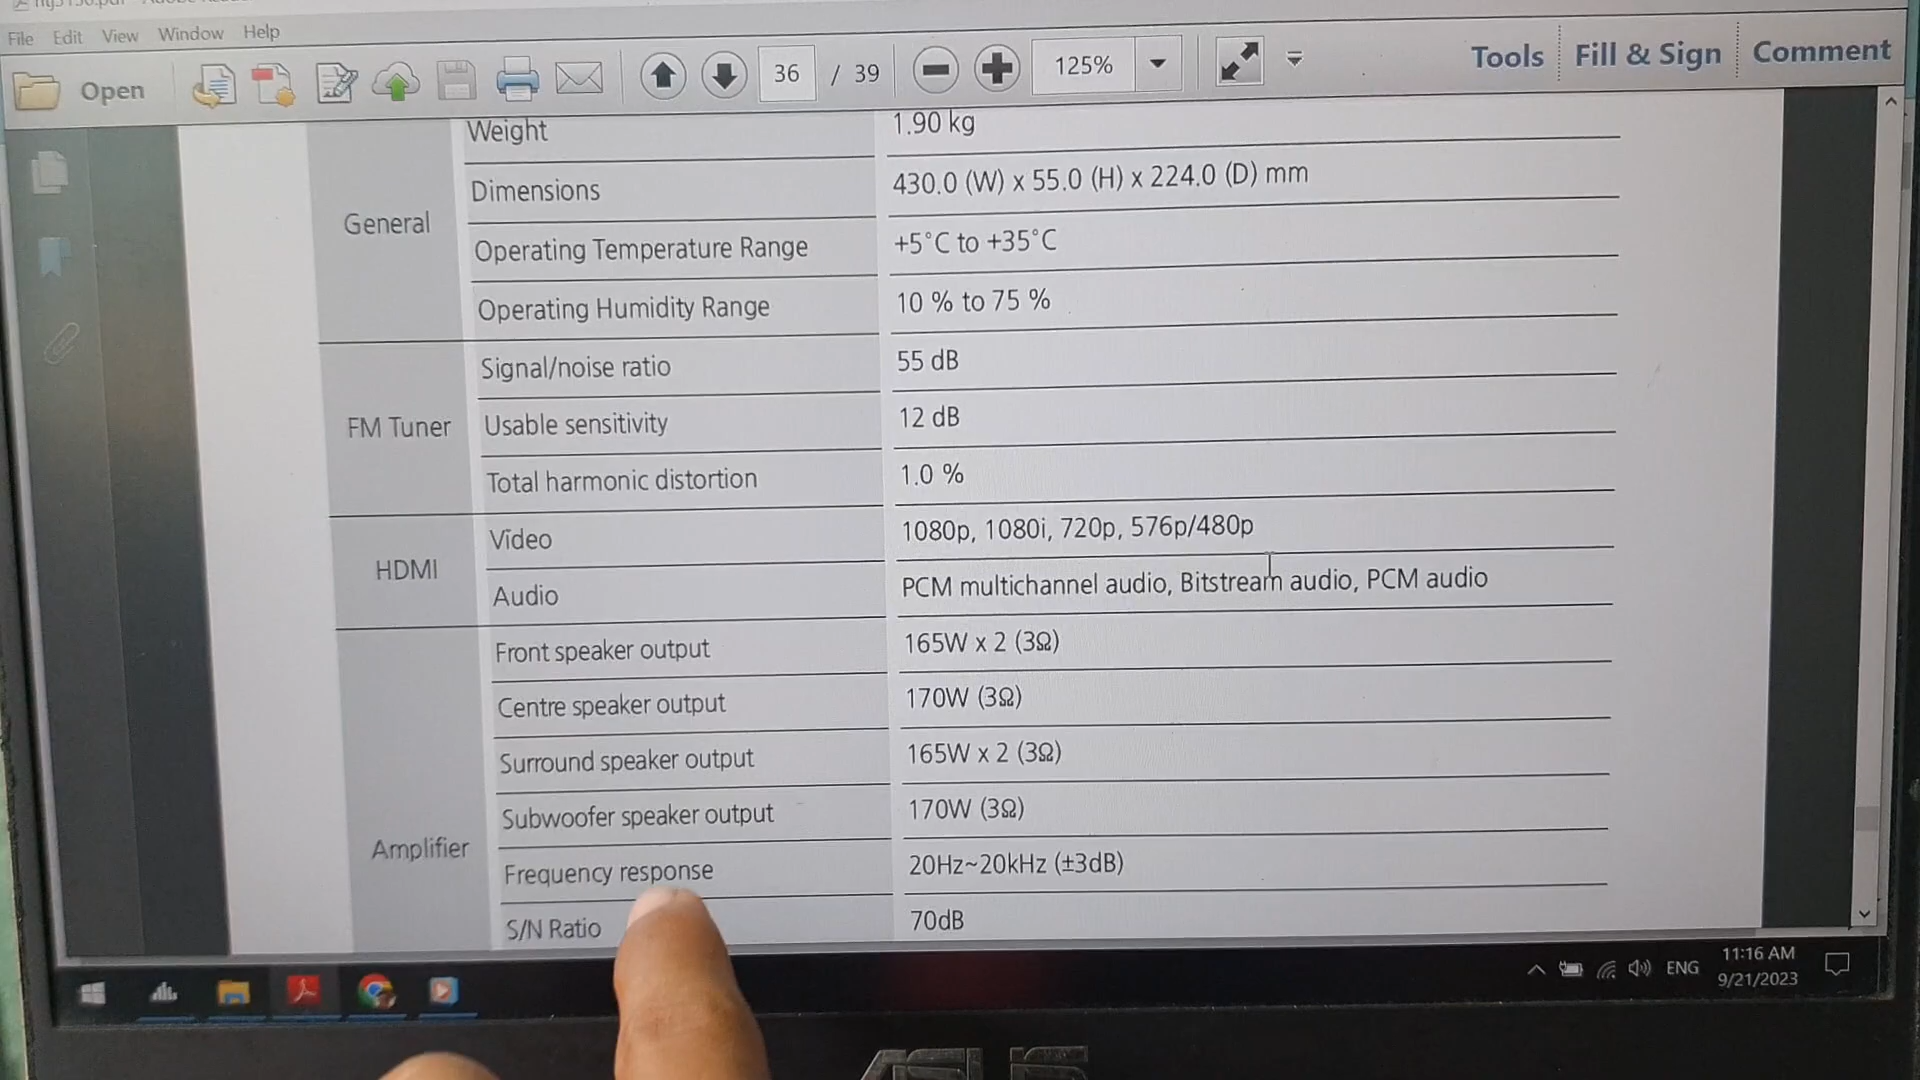 File Edit View Window Help
Open 36 / 39 125% Tools Fill & Sign Comment
Weight 1.90 kg
Dimensions 430.0 (W) x 55.0 (H) x 224.0 (D) mm
General
Operating Temperature Range +5°C to +35°C
Operating Humidity Range 10 % to 75 %
Signal/noise ratio 55 dB
FM Tuner Usable sensitivity 12 dB
Total harmonic distortion 1.0 %
Video 1080p, 1080i, 720p, 576p/480p
HDMI
Audio PCM multichannel audio, Bitstream audio, PCM audio
Front speaker output 165W x 2 (3Ω)
Centre speaker output 170W (3Ω)
Surround speaker output 165W x 2 (3Ω)
Subwoofer speaker output 170W (3Ω)
Amplifier
Frequency response 20Hz~20kHz (±3dB)
S/N Ratio 70dB
ENG 11:16 AM
9/21/2023
ASUS